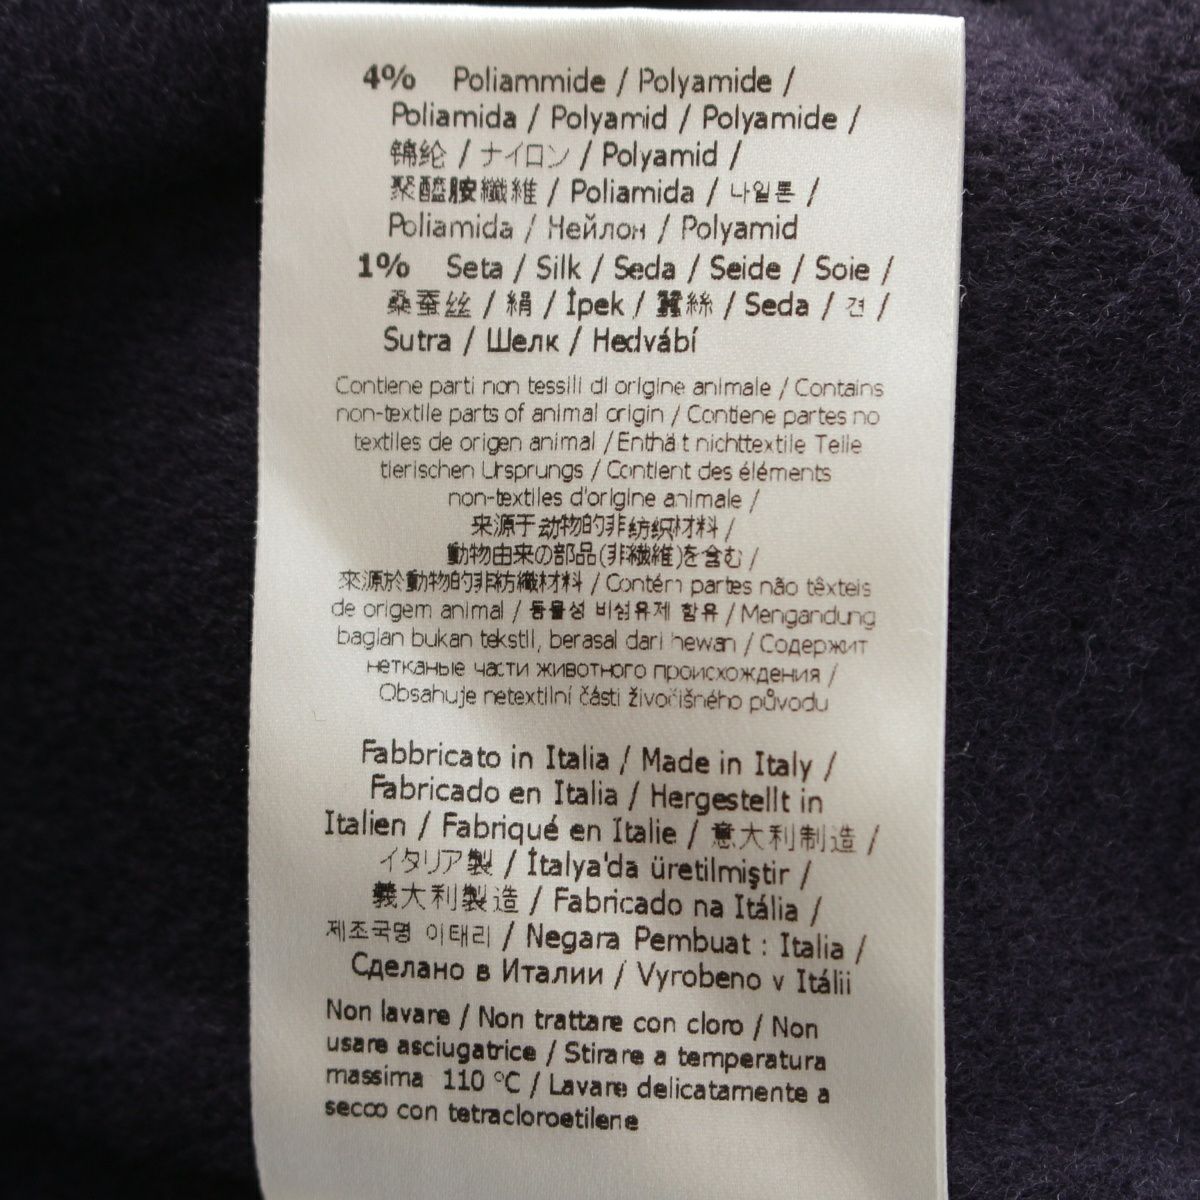 4% Poliammide / Polyamide /
Poliamida / Polyamid / Polyamide /
锦纶 / ナイロン / Polyamid /
聚醯胺纖維 / Poliamida / 나일론 /
Poliamida / Нейлон / Polyamid
1% Seta / Silk / Seda / Seide / Soie /
桑蚕丝 / 絹 / İpek / 蠶絲 / Seda / 견 /
Sutra / Шелк / Hedvábí
Contiene parti non tessili di origine animale / Contains
non-textile parts of animal origin / Contiene partes no
textiles de origen animal / Enthält nichttextile Teile
tierischen Ursprungs / Contient des éléments
non-textiles d'origine animale /
来源于动物的非纺织材料 /
動物由来の部品(非繊維)を含む /
來源於動物的非紡織材料 / Contém partes não têxteis
de origem animal / 동물성 비섬유제 함유 / Mengandung
bagian bukan tekstil, berasal dari hewan / Содержит
нетканые части животного происхождения /
Obsahuje netextilní části živočišného původu
Fabbricato in Italia / Made in Italy /
Fabricado en Italia / Hergestellt in
Italien / Fabriqué en Italie / 意大利制造 /
イタリア製 / İtalya'da üretilmiştir /
義大利製造 / Fabricado na Itália /
제조국명 이태리 / Negara Pembuat : Italia /
Сделано в Италии / Vyrobeno v Itálii
Non lavare / Non trattare con cloro / Non
usare asciugatrice / Stirare a temperatura
massima 110 °C / Lavare delicatamente a
secco con tetracloroetilene